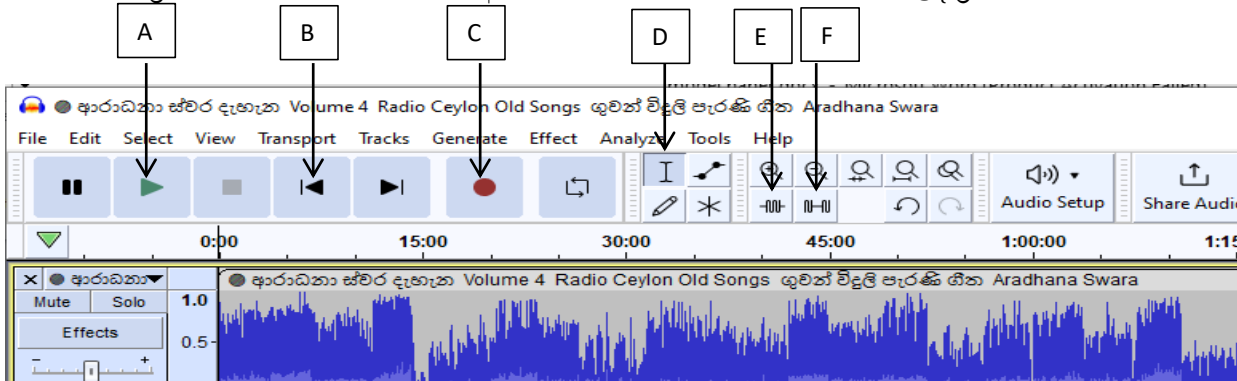 A B C D E F
ආරාධනා ස්වර දැහැන Volume 4 Radio Ceylon Old Songs ගුවන් විදුලි පැරණි ගීත Aradhana Swara
File Edit Select View Transport Tracks Generate Effect Analyze Tools Help
Audio Setup Share Audio
0:00 15:00 30:00 45:00 1:00:00 1:15
ආරාධනා ආරාධනා ස්වර දැහැන Volume 4 Radio Ceylon Old Songs ගුවන් විදුලි පැරණි ගීත Aradhana Swara
Mute Solo 1.0
Effects 0.5
- +